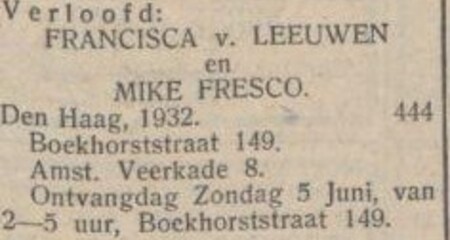 Verloofd:
FRANCISCA v. LEEUWEN
en
MIKE FRESCO.
Den Haag, 1932. 444
Boekhorststraat 149.
Amst. Veerkade 8.
Ontvangdag Zondag 5 Juni, van
2—5 uur, Boekhorststraat 149.